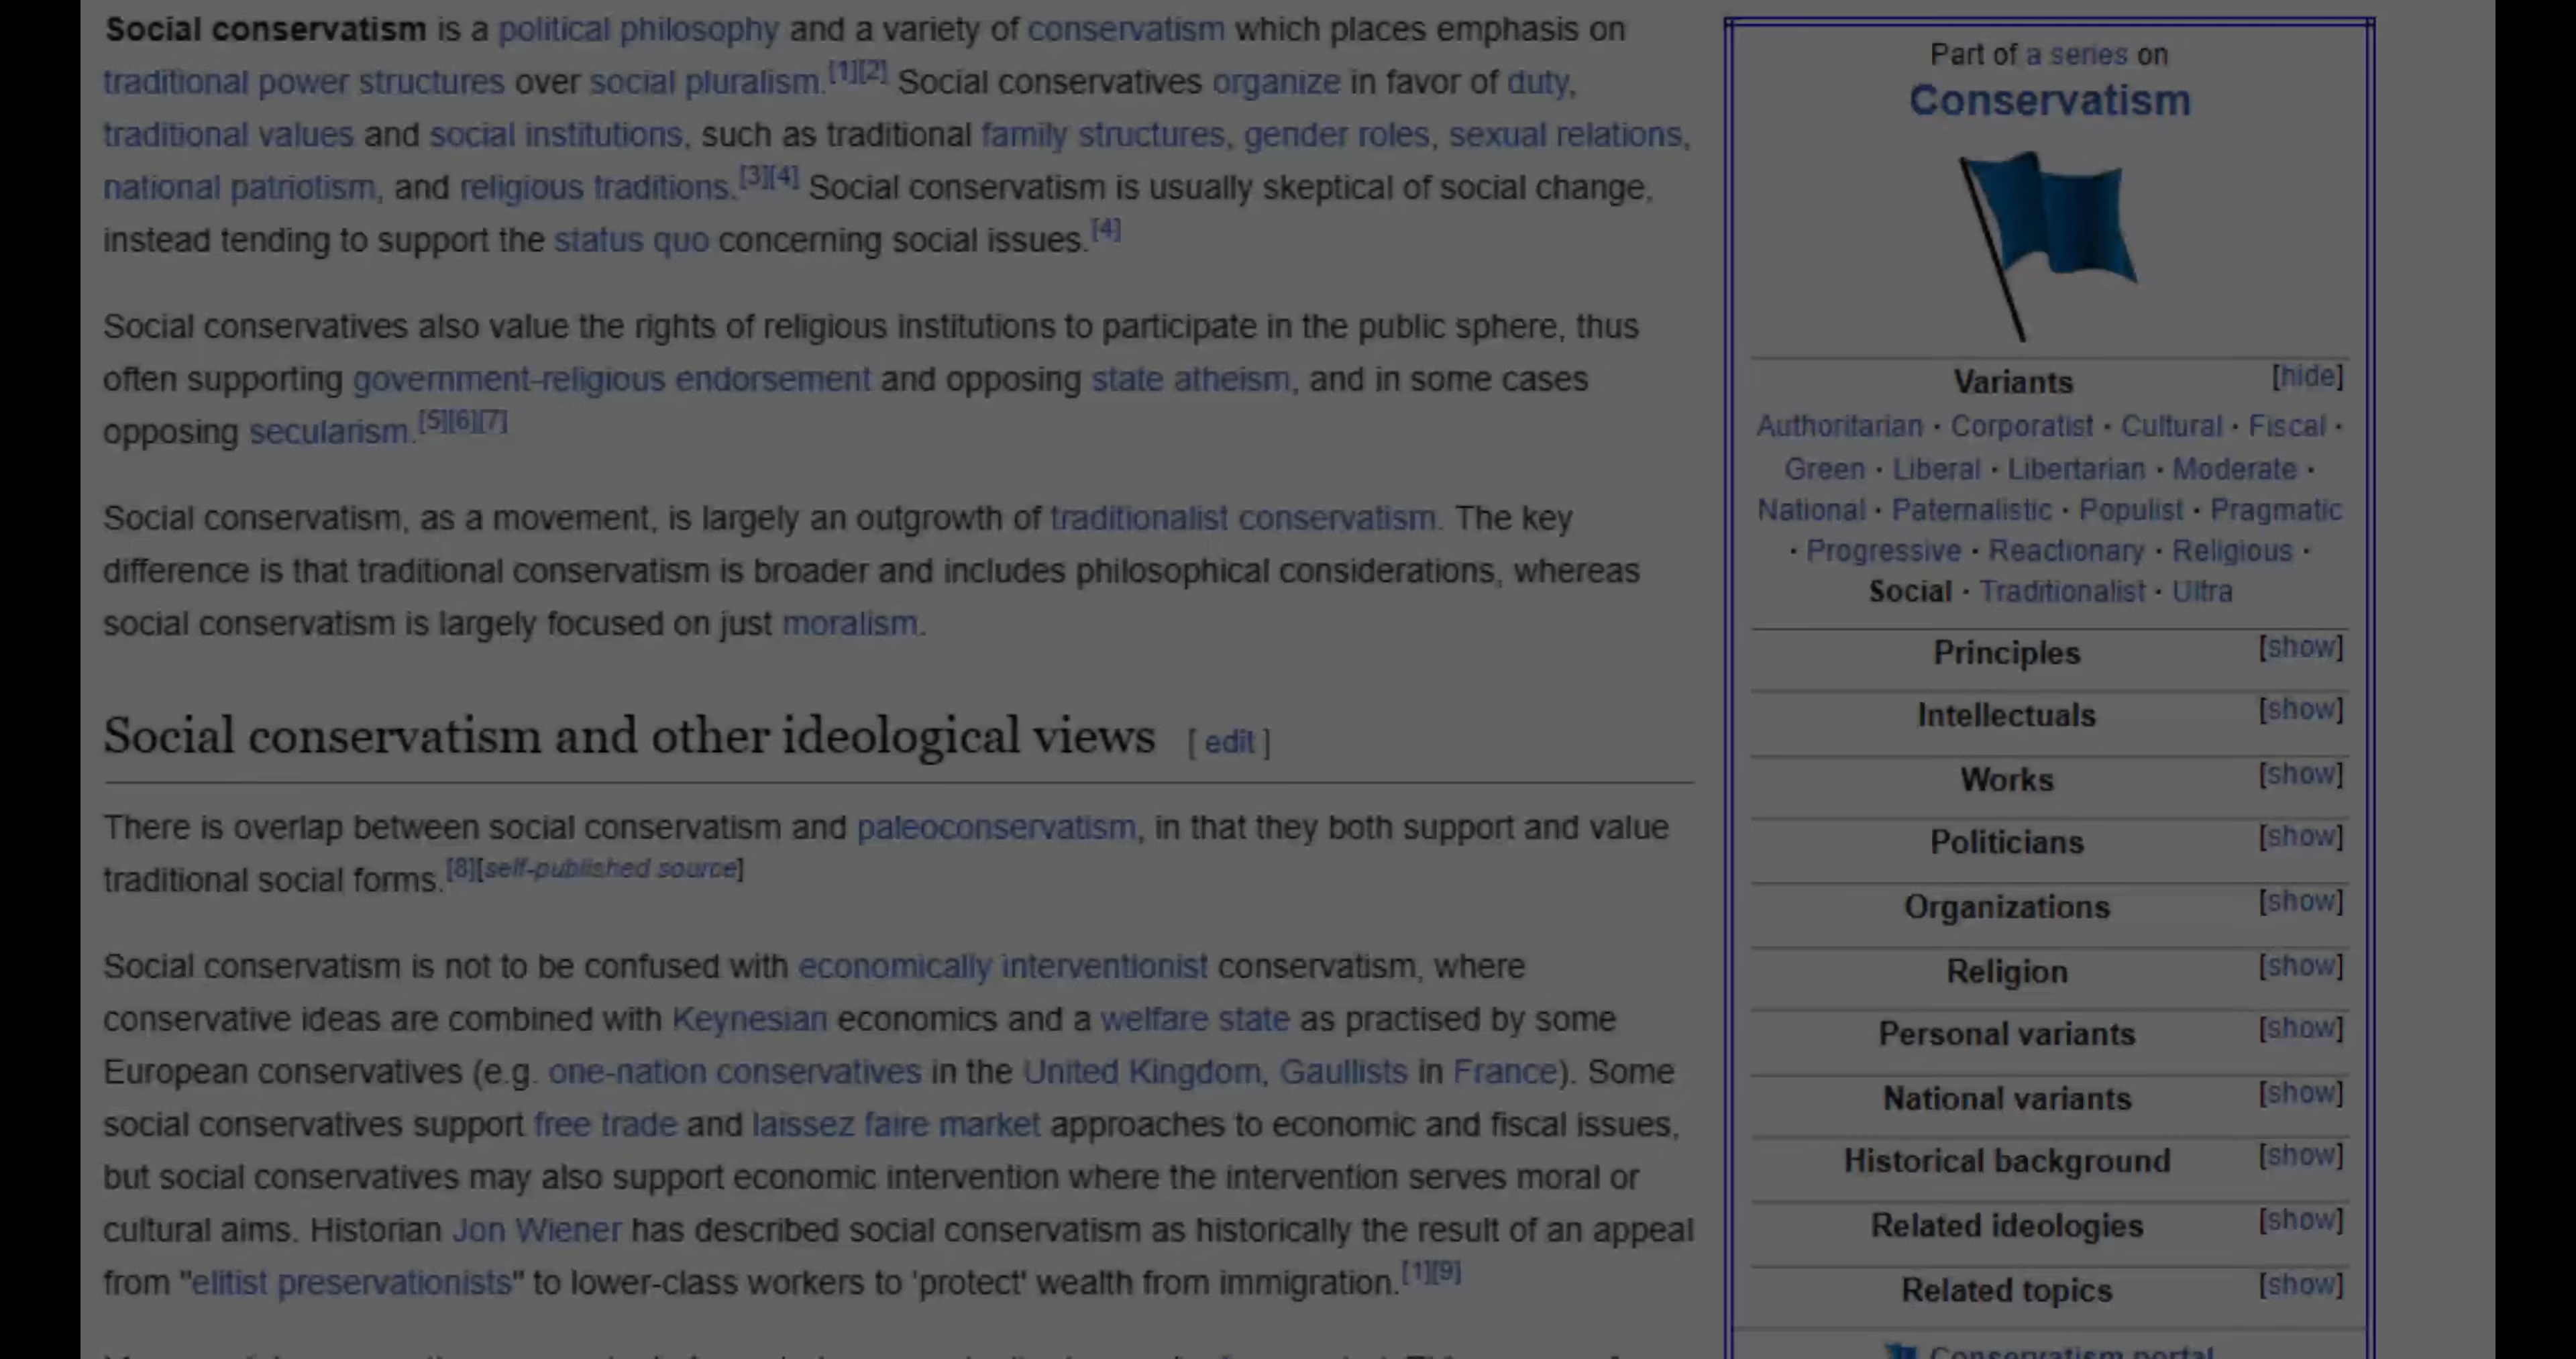 Social conservatism is a political philosophy and a variety of conservatism which places emphasis on
traditional power structures over social pluralism.[1][2] Social conservatives organize in favor of duty,
traditional values and social institutions, such as traditional family structures, gender roles, sexual relations,
national patriotism, and religious traditions.[3][4] Social conservatism is usually skeptical of social change,
instead tending to support the status quo concerning social issues.[4]
Social conservatives also value the rights of religious institutions to participate in the public sphere, thus
often supporting government-religious endorsement and opposing state atheism, and in some cases
opposing secularism.[5][6][7]
Social conservatism, as a movement, is largely an outgrowth of traditionalist conservatism. The key
difference is that traditional conservatism is broader and includes philosophical considerations, whereas
social conservatism is largely focused on just moralism.
Social conservatism and other ideological views [ edit ]
There is overlap between social conservatism and paleoconservatism, in that they both support and value
traditional social forms.[8][self-published source]
Social conservatism is not to be confused with economically interventionist conservatism, where
conservative ideas are combined with Keynesian economics and a welfare state as practised by some
European conservatives (e.g. one-nation conservatives in the United Kingdom, Gaullists in France). Some
social conservatives support free trade and laissez faire market approaches to economic and fiscal issues,
but social conservatives may also support economic intervention where the intervention serves moral or
cultural aims. Historian Jon Wiener has described social conservatism as historically the result of an appeal
from "elitist preservationists" to lower-class workers to 'protect' wealth from immigration.[1][9]
Part of a series on
Conservatism
Variants [hide]
Authoritarian · Corporatist · Cultural · Fiscal ·
Green · Liberal · Libertarian · Moderate ·
National · Paternalistic · Populist · Pragmatic
· Progressive · Reactionary · Religious ·
Social · Traditionalist · Ultra
Principles [show]
Intellectuals [show]
Works [show]
Politicians [show]
Organizations [show]
Religion [show]
Personal variants [show]
National variants [show]
Historical background [show]
Related ideologies [show]
Related topics [show]
Conservatism portal